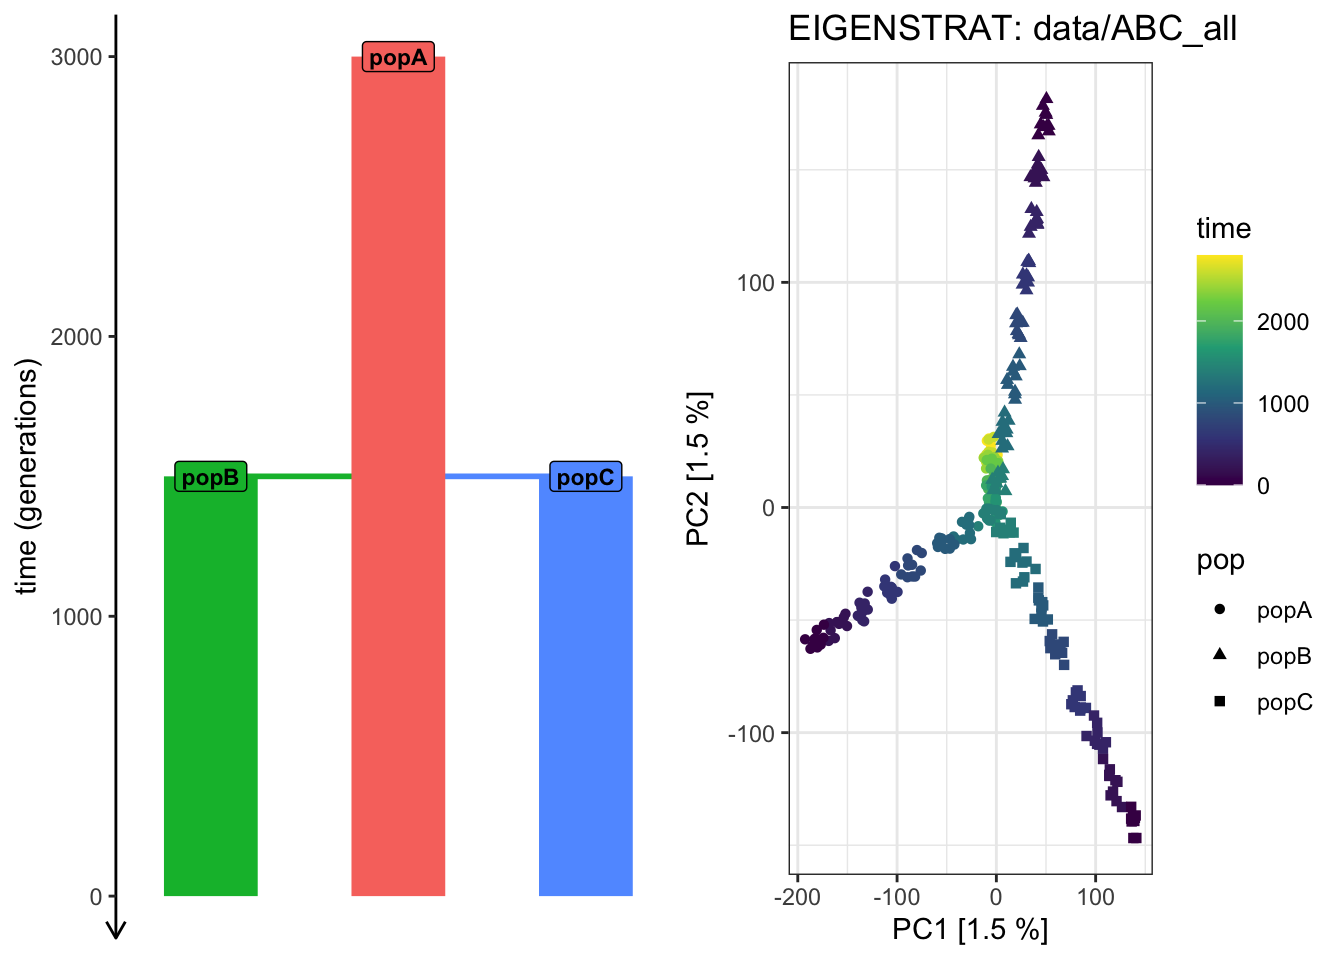 time (generations)
3000
2000
1000
0
popA
popB
popC
EIGENSTRAT: data/ABC_all
PC2 [1.5 %]
100
0
-100
-200
-100
0
100
PC1 [1.5 %]
time
2000
1000
0
pop
popA
popB
popC